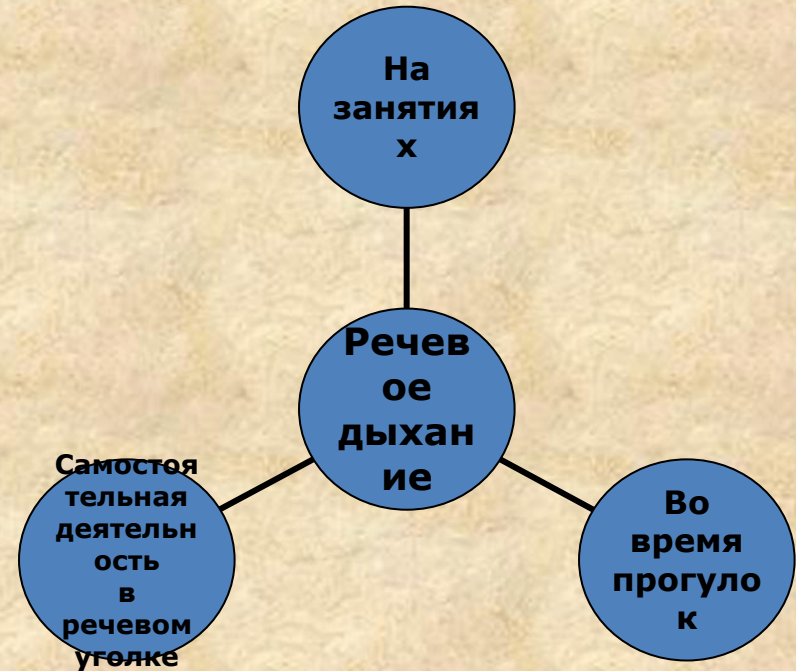 На
занятия
х
Речев
ое
дыхан
ие
Самостоя
тельная
деятельн
ость
в
речевом
уголке
Во
время
прогуло
к